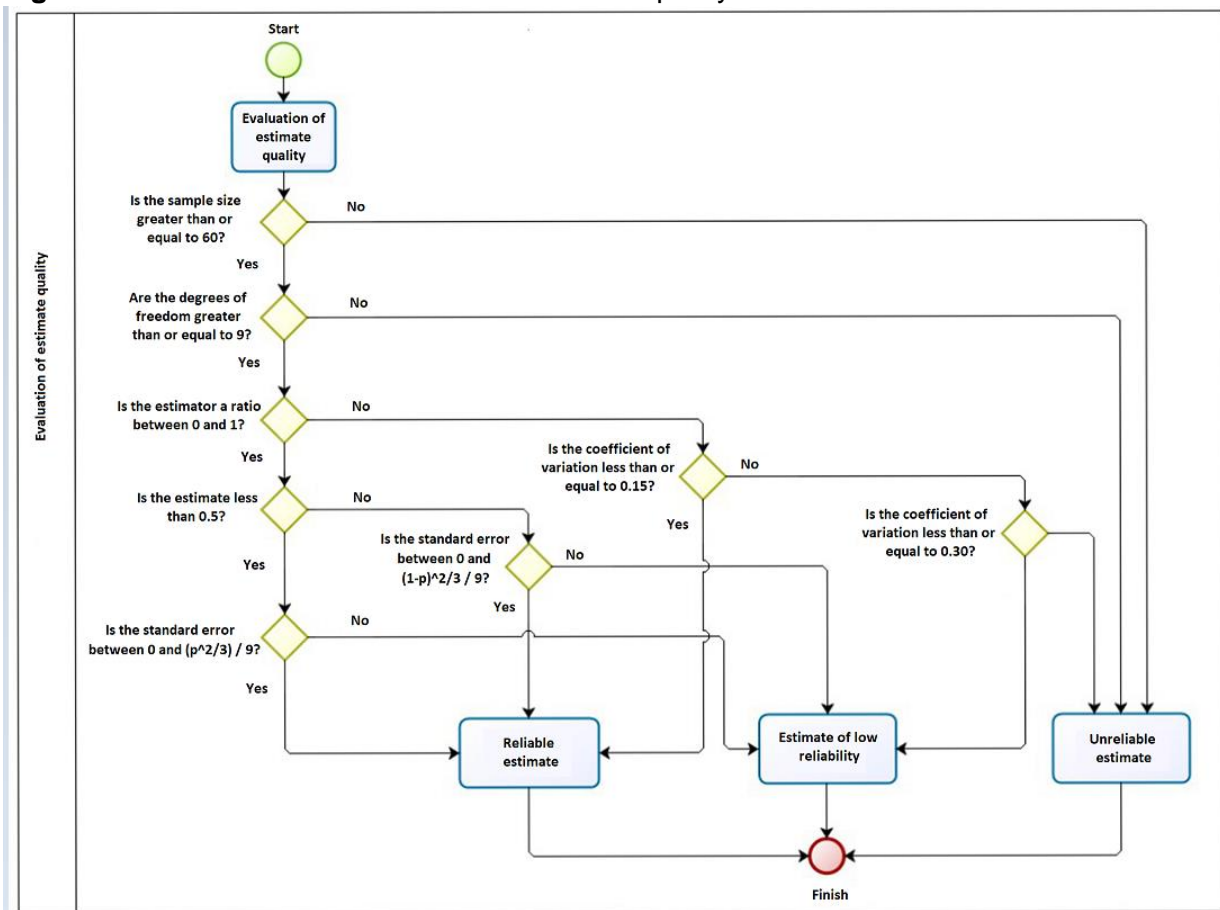 Start
Evaluation of
estimate
quality
Is the sample size
greater than or
equal to 60?
No
Yes
Are the degrees of
freedom greater
than or equal to 9?
No
Yes
Is the estimator a ratio
between 0 and 1?
No
Yes
Is the coefficient of
variation less than or
equal to 0.15?
No
Yes
Is the estimate less
than 0.5?
No
Yes
Is the coefficient of
variation less than or
equal to 0.30?
Is the standard error
between 0 and
(1-p)^2/3 / 9?
No
Yes
Is the standard error
between 0 and (p^2/3) / 9?
No
Yes
Reliable
estimate
Estimate of low
reliability
Unreliable
estimate
Finish
Evaluation of estimate quality